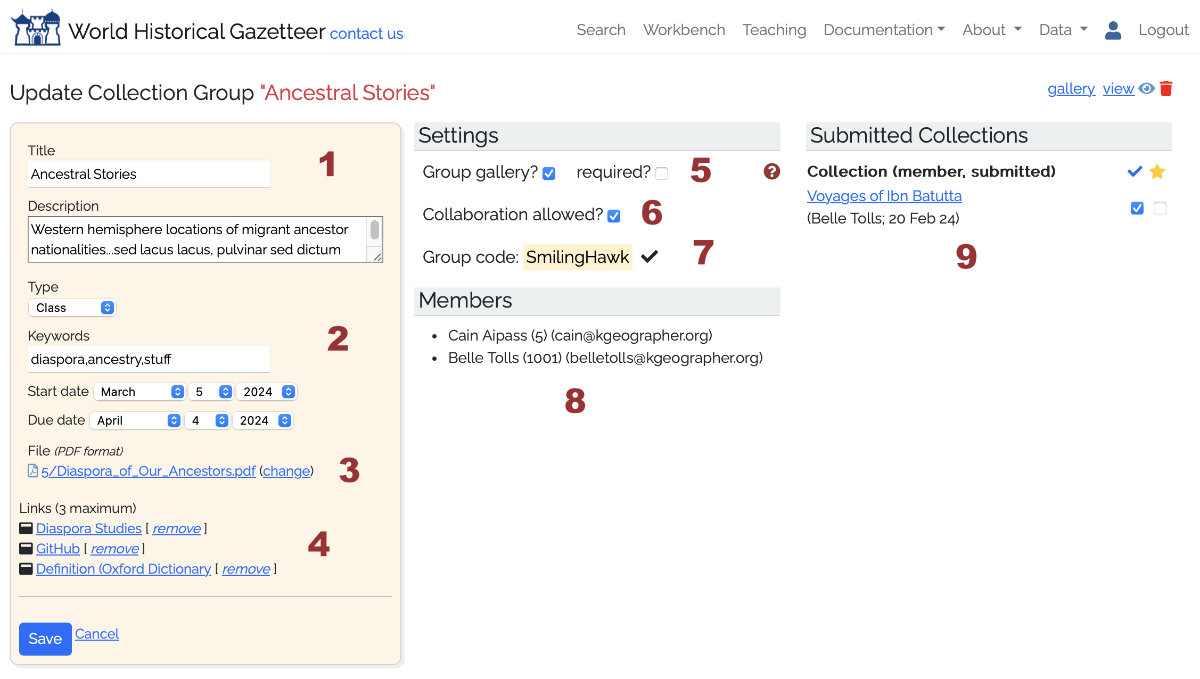 World Historical Gazetteer contact us
Search Workbench Teaching Documentation About Data Logout
Update Collection Group "Ancestral Stories"
gallery view
Title
Ancestral Stories
1
Description
Western hemisphere locations of migrant ancestor
nationalities...sed lacus lacus, pulvinar sed dictum
Type
Class
2
Keywords
diaspora,ancestry,stuff
Start date March 5 2024
Due date April 4 2024
File (PDF format)
5/Diaspora_of_Our_Ancestors.pdf (change)
3
Links (3 maximum)
Diaspora Studies [ remove ]
GitHub [ remove ]
4
Definition (Oxford Dictionary [ remove ]
Save Cancel
Settings
Group gallery? required? 5 ?
Collaboration allowed? 6
Group code: SmilingHawk 7
Members
Cain Aipass (5) (cain@kgeographer.org)
Belle Tolls (1001) (belletolls@kgeographer.org)
8
Submitted Collections
Collection (member, submitted)
Voyages of Ibn Batutta
(Belle Tolls; 20 Feb 24)
9